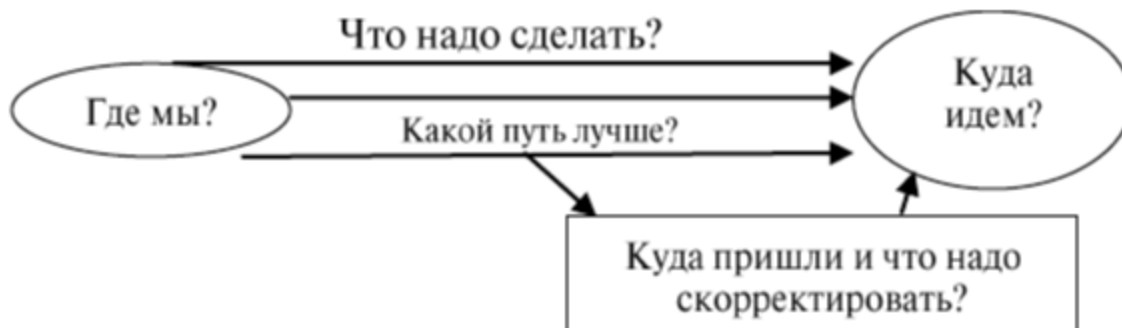 Что надо сделать?
Где мы?
Куда
идем?
Какой путь лучше?
Куда пришли и что надо
скорректировать?